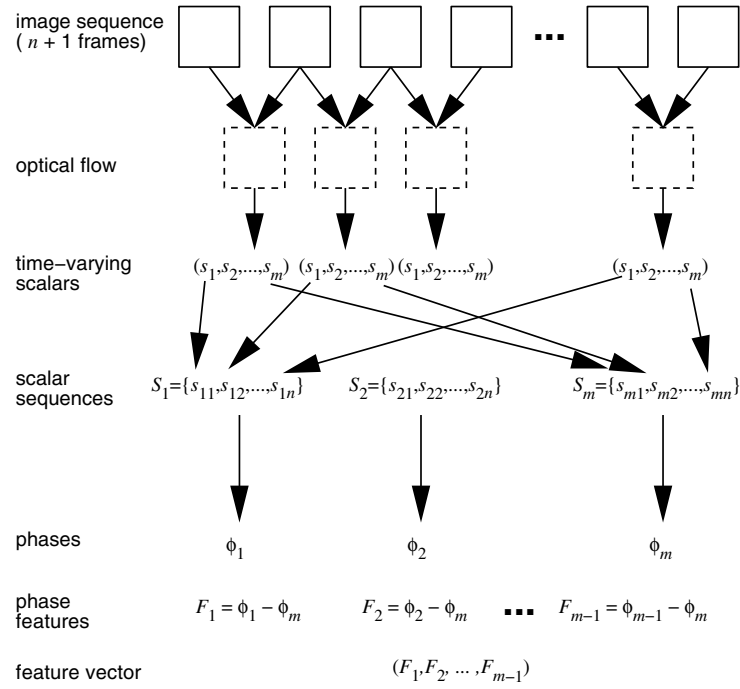 image sequence
( n + 1 frames)
optical flow
time−varying
scalars
(s1,s2,...,sm) (s1,s2,...,sm) (s1,s2,...,sm) (s1,s2,...,sm)
scalar
sequences
S1={s11,s12,...,s1n} S2={s21,s22,...,s2n} Sm={sm1,sm2,...,smn}
phases
ϕ1 ϕ2 ϕm
phase
features
F1 = ϕ1 − ϕm F2 = ϕ2 − ϕm ... Fm−1 = ϕm−1 − ϕm
feature vector
(F1,F2, ... ,Fm−1)